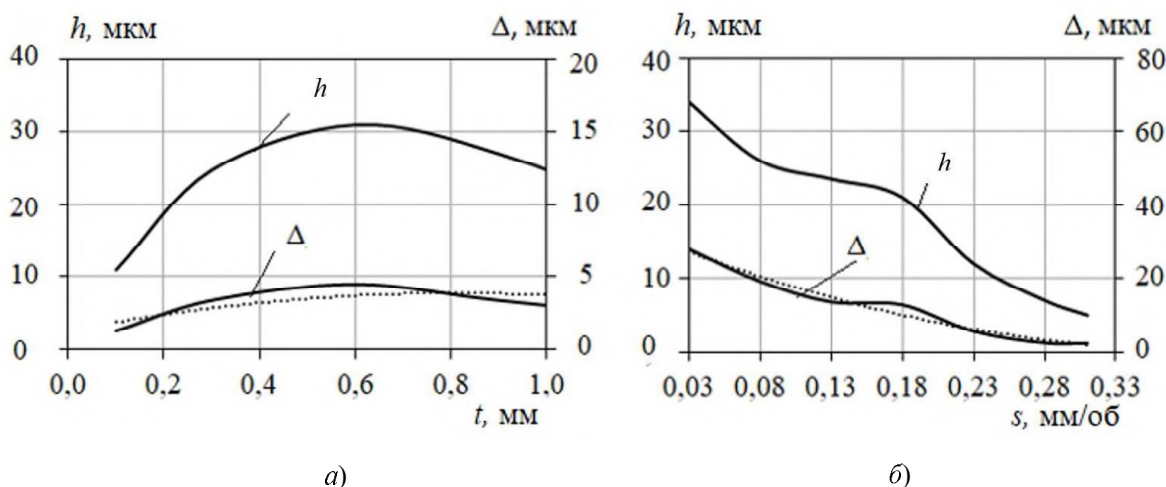 h, мкм Δ, мкм h, мкм Δ, мкм
40 20 40 80
h
30 15 30 60
h
20 10 20 40
Δ Δ
10 5 10 20
0 0 0 0
0,0 0,2 0,4 0,6 0,8 1,0 0,03 0,08 0,13 0,18 0,23 0,28 0,33
t, мм s, мм/об
а) б)